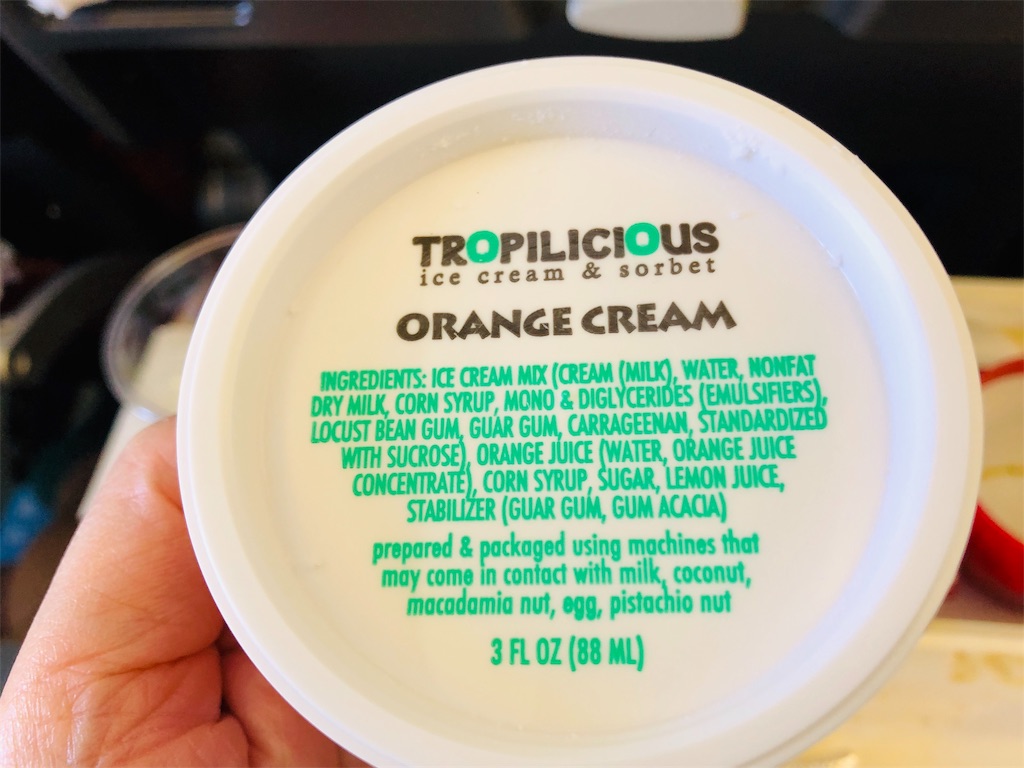 TROPILICIOUS
ice cream & sorbet
ORANGE CREAM
INGREDIENTS: ICE CREAM MIX (CREAM (MILK), WATER, NONFAT
DRY MILK, CORN SYRUP, MONO & DIGLYCERIDES (EMULSIFIERS),
LOCUST BEAN GUM, GUAR GUM, CARRAGEENAN, STANDARDIZED
WITH SUCROSE), ORANGE JUICE (WATER, ORANGE JUICE
CONCENTRATE), CORN SYRUP, SUGAR, LEMON JUICE,
STABILIZER (GUAR GUM, GUM ACACIA)
prepared & packaged using machines that
may come in contact with milk, coconut,
macadamia nut, egg, pistachio nut
3 FL OZ (88 ML)